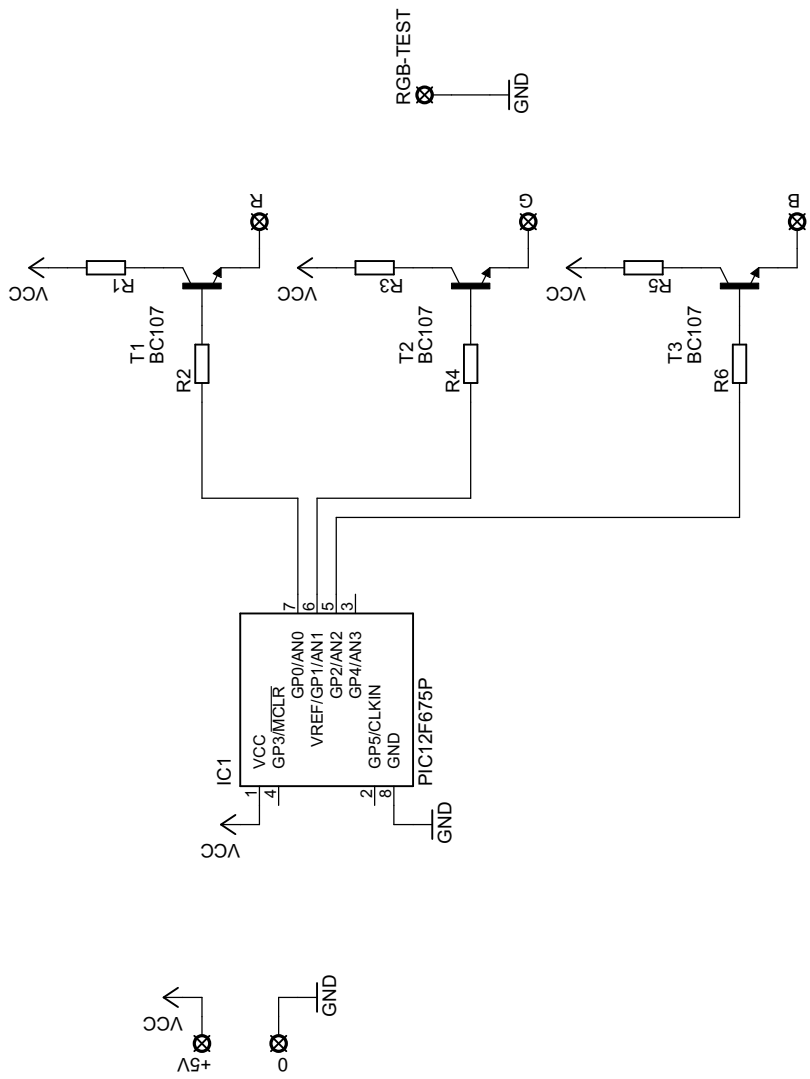 RGB-TEST
GND
VCC
R1
R
T1
BC107
R2
VCC
R3
G
T2
BC107
R4
VCC
R5
B
T3
BC107
R6
IC1
VCC
1
VCC
4
GP3/MCLR
GP0/AN0
7
VREF/GP1/AN1
6
GP2/AN2
5
GP4/AN3
3
2
GP5/CLKIN
8
GND
PIC12F675P
GND
VCC
+5V
GND
0